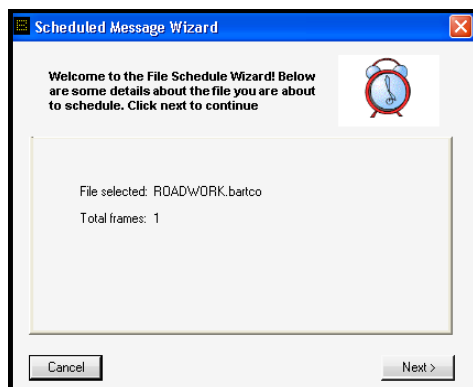 Scheduled Message Wizard
Welcome to the File Schedule Wizard! Below
are some details about the file you are about
to schedule. Click next to continue
File selected: ROADWORK.bartco
Total frames: 1
Cancel
Next >